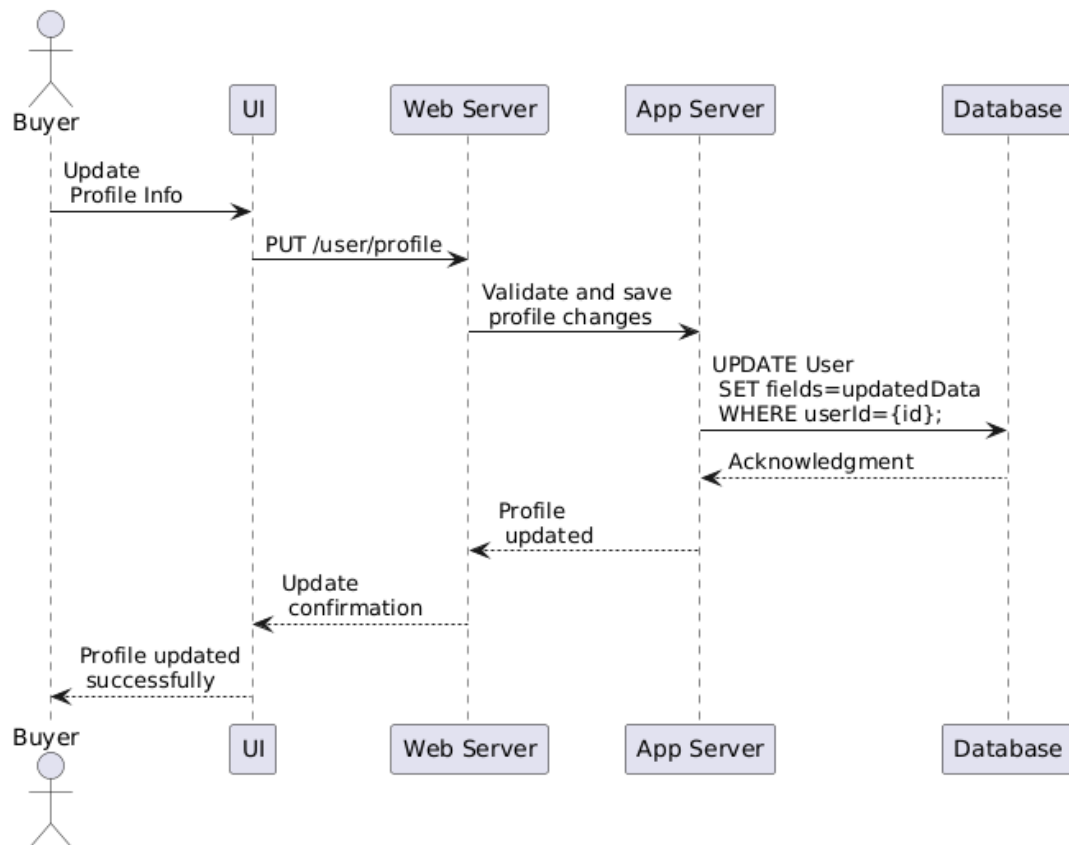 Buyer
UI
Web Server
App Server
Database
Update
Profile Info
PUT /user/profile
Validate and save
profile changes
UPDATE User
SET fields=updatedData
WHERE userId={id};
Acknowledgment
Profile
updated
Update
confirmation
Profile updated
successfully
Buyer
UI
Web Server
App Server
Database